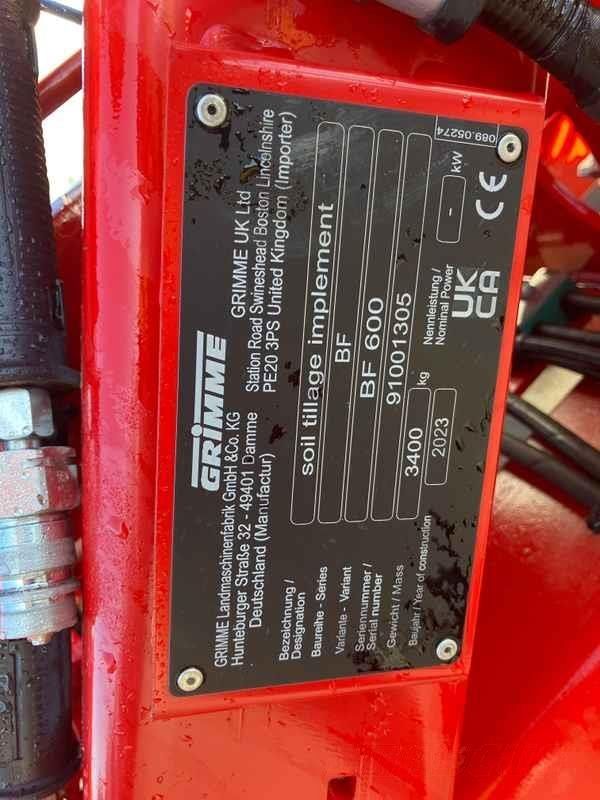 GRIMME
GRIMME Landmaschinenfabrik GmbH &Co. KG
Hunteburger Straße 32 - 49401 Damme
Deutschland (Manufactur)
GRIMME UK Ltd
Station Road Swineshead Boston Lincolnshire
PE20 3PS United Kingdom (Importer)
Bezeichnung /
Designation
soil tillage implement
Baureihe - Series
BF
Variante - Variant
BF 600
Seriennummer /
Serial number
91001305
Gewicht / Mass
3400 kg
Nennleistung /
Nominal Power
- kW
Baujahr / Year of construction
2023
UK
CA
CE
089.05274